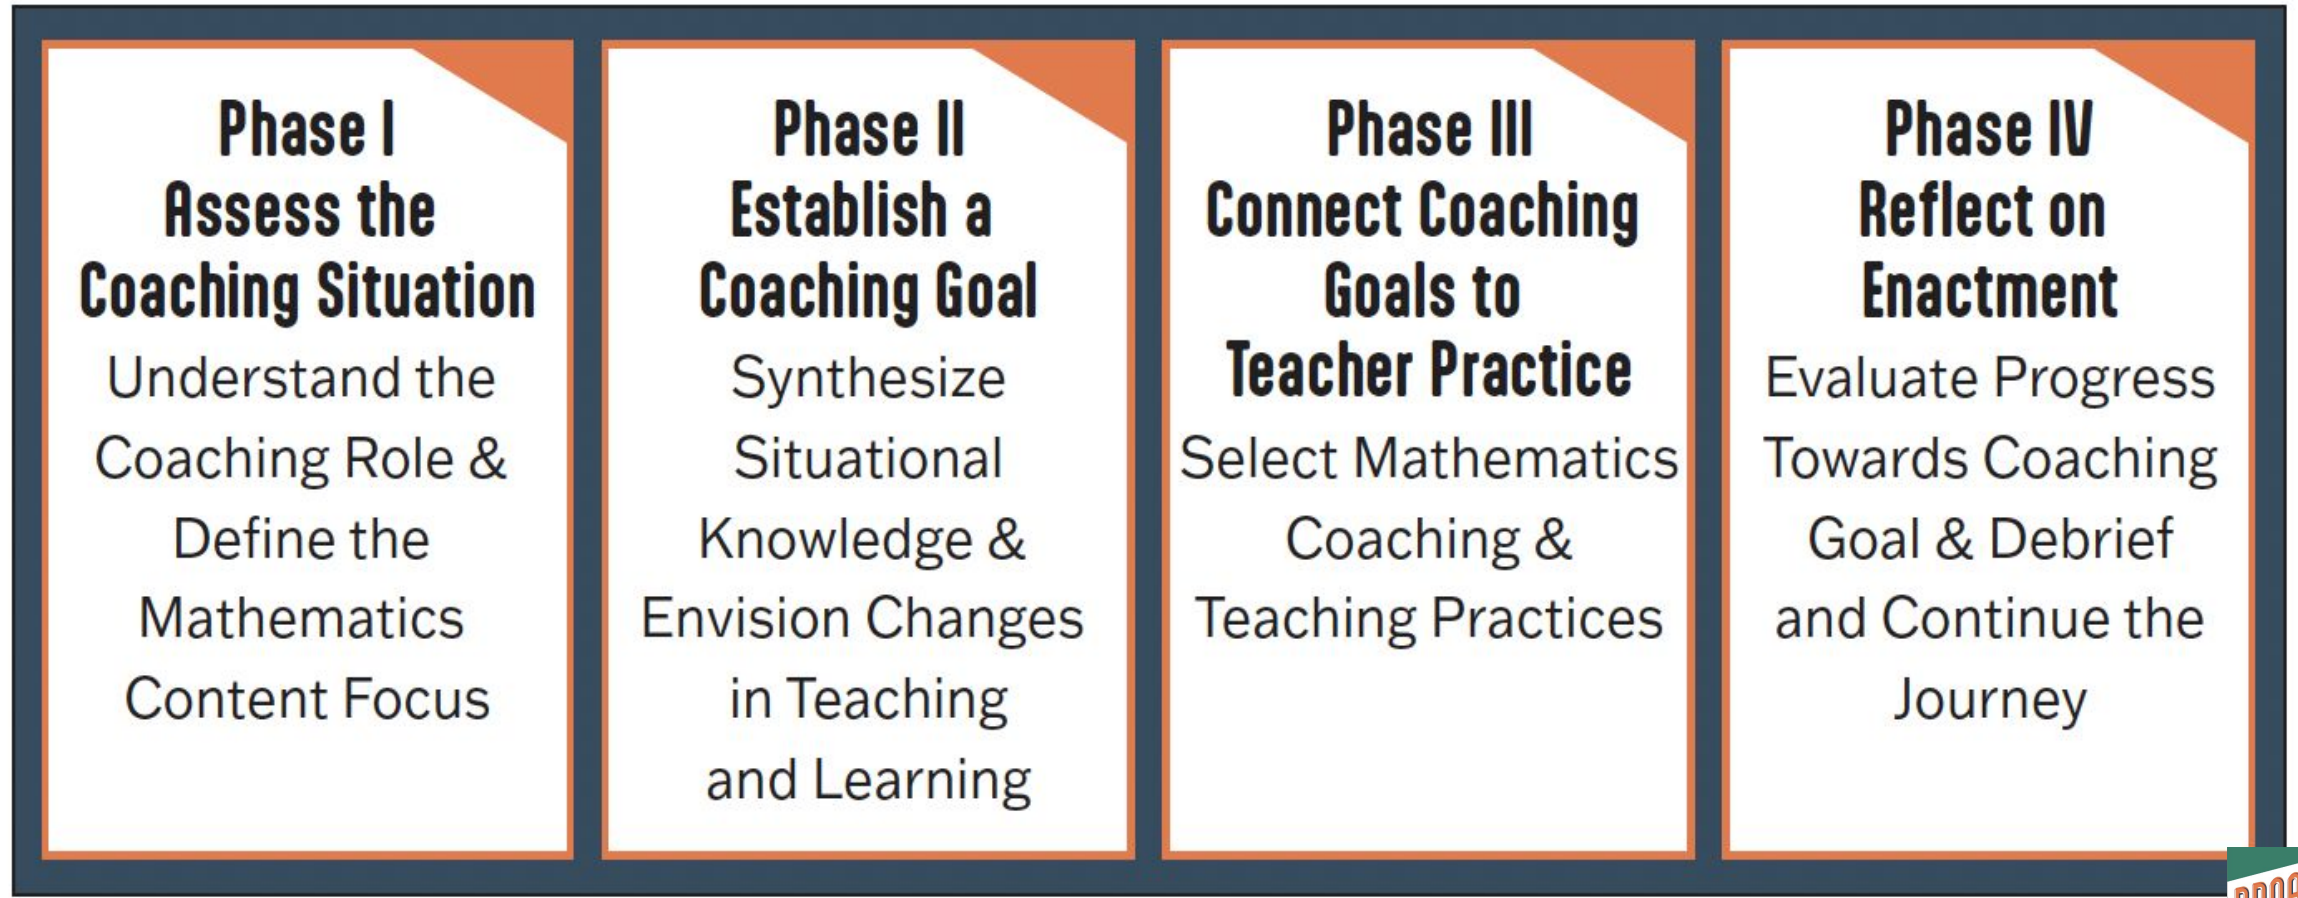 Phase I
Assess the
Coaching Situation
Understand the
Coaching Role &
Define the
Mathematics
Content Focus
Phase II
Establish a
Coaching Goal
Synthesize
Situational
Knowledge &
Envision Changes
in Teaching
and Learning
Phase III
Connect Coaching
Goals to
Teacher Practice
Select Mathematics
Coaching &
Teaching Practices
Phase IV
Reflect on
Enactment
Evaluate Progress
Towards Coaching
Goal & Debrief
and Continue the
Journey